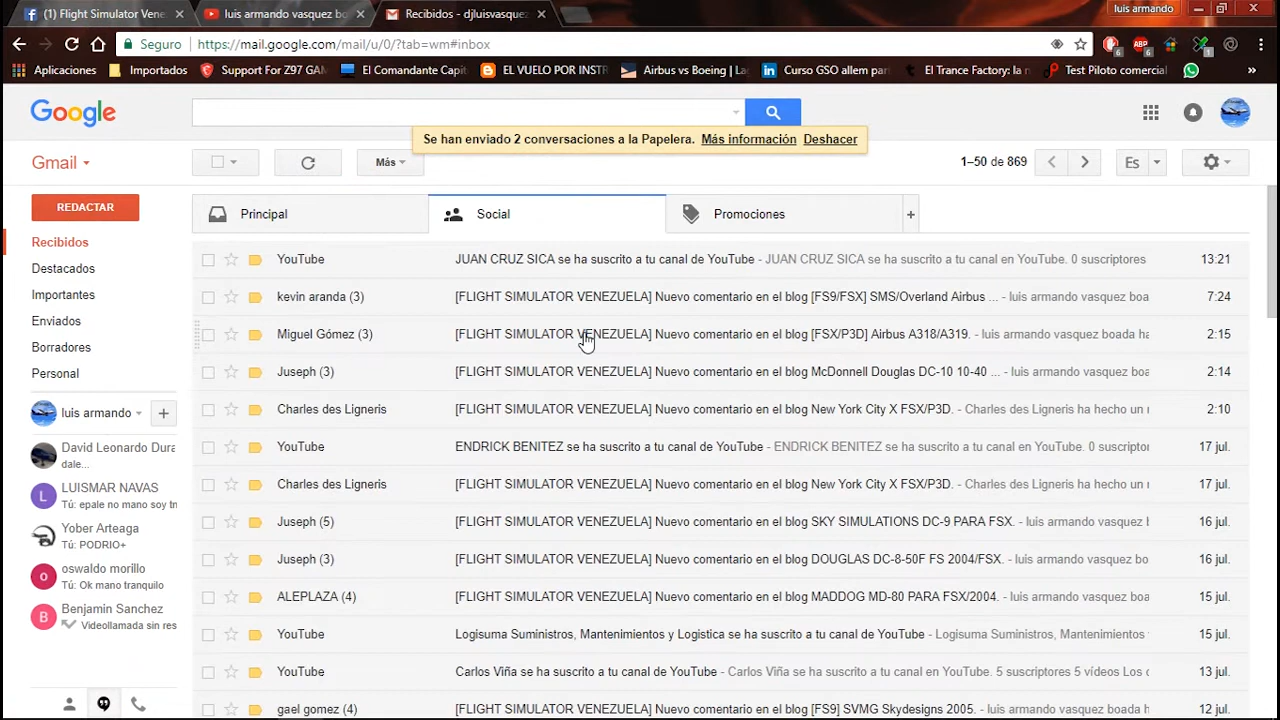 (1) Flight Simulator Vene
luis armando vasquez bo
Recibidos - djluisvasquez
luis armando
Seguro
https://mail.google.com/mail/u/0/?tab=wm#inbox
6
6
1
Aplicaciones
Importados
Support For Z97 GAM
El Comandante Capit
EL VUELO POR INSTR
Airbus vs Boeing | La
Curso GSO allem par
El Trance Factory: la n
Test Piloto comercial
»
Google
Se han enviado 2 conversaciones a la Papelera. Más información Deshacer
Gmail
Más
1–50 de 869
Es
REDACTAR
Principal
Social
Promociones
+
Recibidos
Destacados
Importantes
Enviados
Borradores
Personal
luis armando
+
David Leonardo Dura
dale...
L
LUISMAR NAVAS
Tú: epale no mano soy tr
Yober Arteaga
Tú: PODRIO+
o
oswaldo morillo
Tú: Ok mano tranquilo
B
Benjamin Sanchez
Videollamada sin res
YouTube JUAN CRUZ SICA se ha suscrito a tu canal de YouTube - JUAN CRUZ SICA se ha suscrito a tu canal en YouTube. 0 suscriptores 13:21
kevin aranda (3) [FLIGHT SIMULATOR VENEZUELA] Nuevo comentario en el blog [FS9/FSX] SMS/Overland Airbus ... - luis armando vasquez boa 7:24
Miguel Gómez (3) [FLIGHT SIMULATOR VENEZUELA] Nuevo comentario en el blog [FSX/P3D] Airbus A318/A319. - luis armando vasquez boada ha 2:15
Juseph (3) [FLIGHT SIMULATOR VENEZUELA] Nuevo comentario en el blog McDonnell Douglas DC-10 10-40 ... - luis armando vasquez boa 2:14
Charles des Ligneris [FLIGHT SIMULATOR VENEZUELA] Nuevo comentario en el blog New York City X FSX/P3D. - Charles des Ligneris ha hecho un 2:10
YouTube ENDRICK BENITEZ se ha suscrito a tu canal de YouTube - ENDRICK BENITEZ se ha suscrito a tu canal en YouTube. 0 suscriptor 17 jul.
Charles des Ligneris [FLIGHT SIMULATOR VENEZUELA] Nuevo comentario en el blog New York City X FSX/P3D. - Charles des Ligneris ha hecho un 17 jul.
Juseph (5) [FLIGHT SIMULATOR VENEZUELA] Nuevo comentario en el blog SKY SIMULATIONS DC-9 PARA FSX. - luis armando vasquez b 16 jul.
Juseph (3) [FLIGHT SIMULATOR VENEZUELA] Nuevo comentario en el blog DOUGLAS DC-8-50F FS 2004/FSX. - luis armando vasquez bo 16 jul.
ALEPLAZA (4) [FLIGHT SIMULATOR VENEZUELA] Nuevo comentario en el blog MADDOG MD-80 PARA FSX/2004. - luis armando vasquez bo 15 jul.
YouTube Logisuma Suministros, Mantenimientos y Logistica se ha suscrito a tu canal de YouTube - Logisuma Suministros, Mantenimientos 15 jul.
YouTube Carlos Viña se ha suscrito a tu canal de YouTube - Carlos Viña se ha suscrito a tu canal en YouTube. 5 suscriptores 5 vídeos Los 13 jul.
gael gomez (4) [FLIGHT SIMULATOR VENEZUELA] Nuevo comentario en el blog [FS9] SVMG Skydesigns 2005. - luis armando vasquez boada h 12 jul.